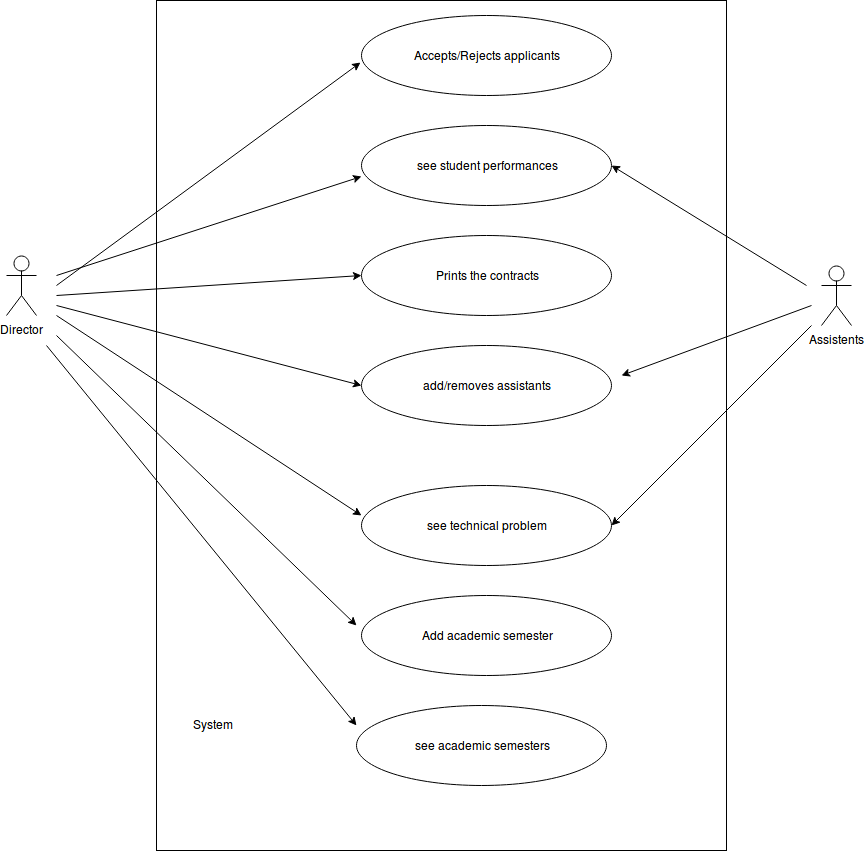 Accepts/Rejects applicants
see student performances
Prints the contracts
Director
Assistents
add/removes assistants
see technical problem
Add academic semester
System
see academic semesters